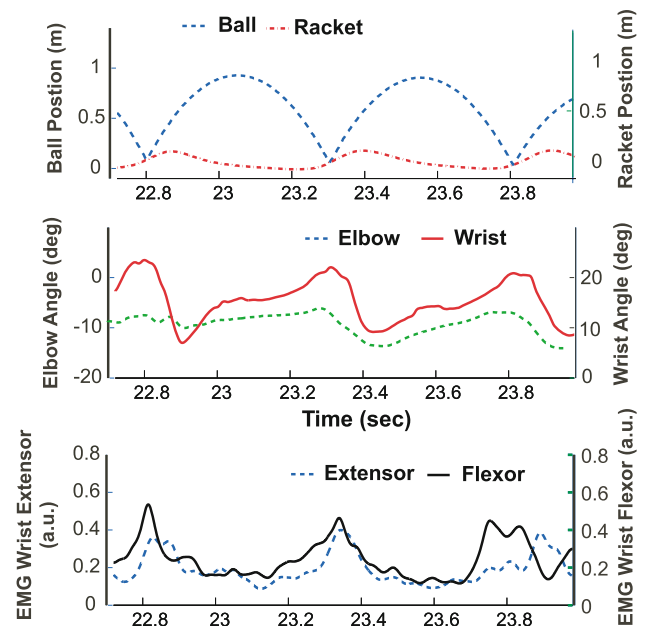 Ball Racket
Ball Postion (m)
1
0.5
0
Racket Postion (m)
1
0.5
0
22.8 23 23.2 23.4 23.6 23.8
Elbow Wrist
Elbow Angle (deg)
0
-10
-20
Wrist Angle (deg)
20
10
0
22.8 23 23.2 23.4 23.6 23.8
Time (sec)
Extensor Flexor
EMG Wrist Extensor
(a.u.)
0.8
0.6
0.4
0.2
0
EMG Wrist Flexor (a.u.)
0.8
0.6
0.4
0.2
0
22.8 23 23.2 23.4 23.6 23.8